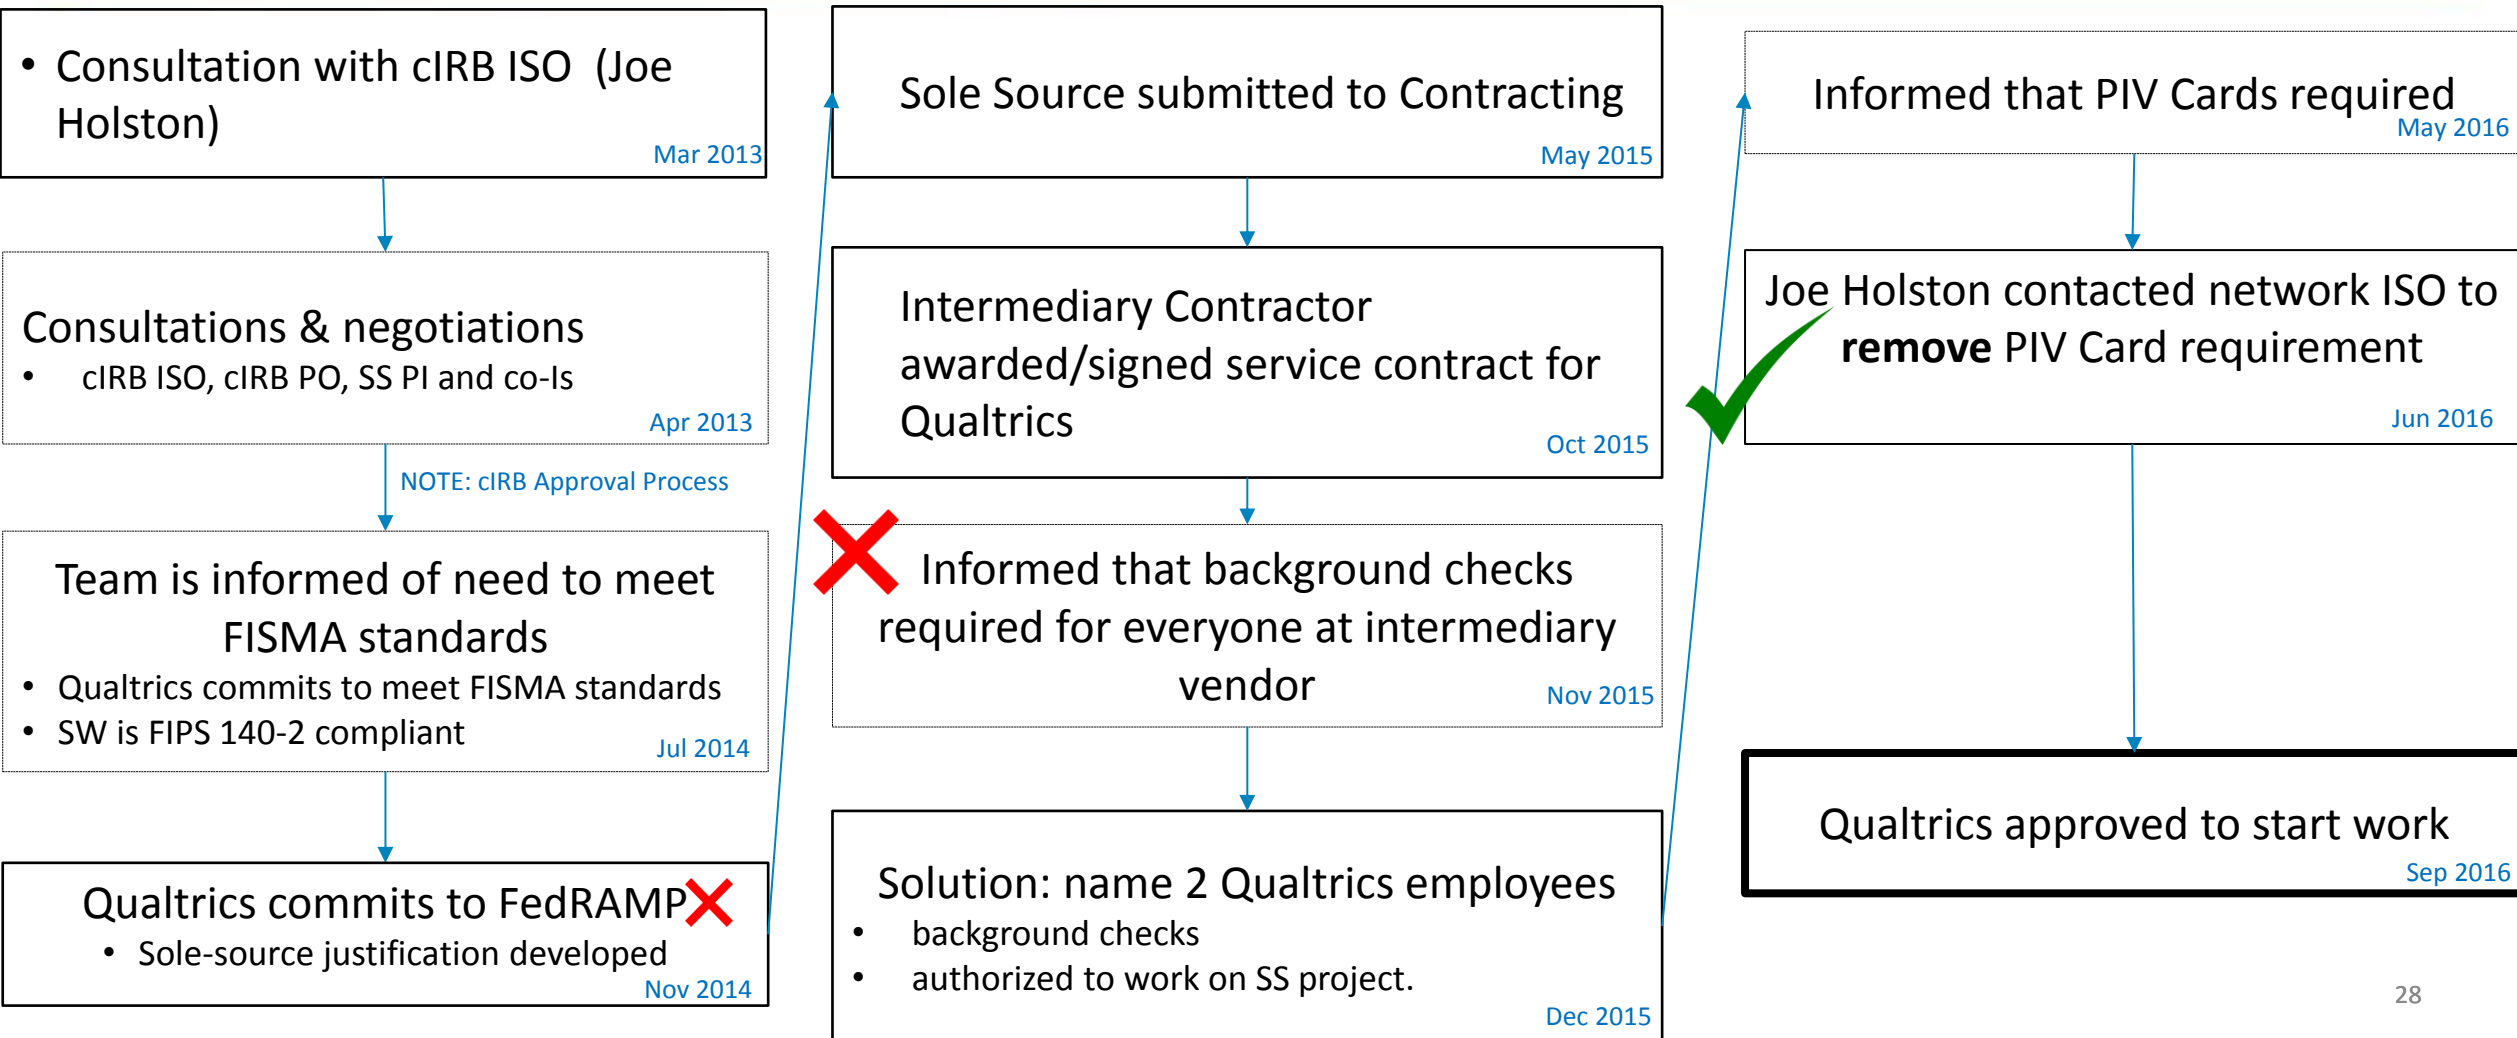 • Consultation with cIRB ISO (Joe
Holston)
Mar 2013
Consultations & negotiations
• cIRB ISO, cIRB PO, SS PI and co-Is
Apr 2013
NOTE: cIRB Approval Process
Team is informed of need to meet
FISMA standards
• Qualtrics commits to meet FISMA standards
• SW is FIPS 140-2 compliant
Jul 2014
Qualtrics commits to FedRAMP
• Sole-source justification developed
Nov 2014
Sole Source submitted to Contracting
May 2015
Intermediary Contractor
awarded/signed service contract for
Qualtrics
Oct 2015
Informed that background checks
required for everyone at intermediary
vendor
Nov 2015
Solution: name 2 Qualtrics employees
• background checks
• authorized to work on SS project.
Dec 2015
Informed that PIV Cards required
May 2016
Joe Holston contacted network ISO to
remove PIV Card requirement
Jun 2016
Qualtrics approved to start work
Sep 2016
28